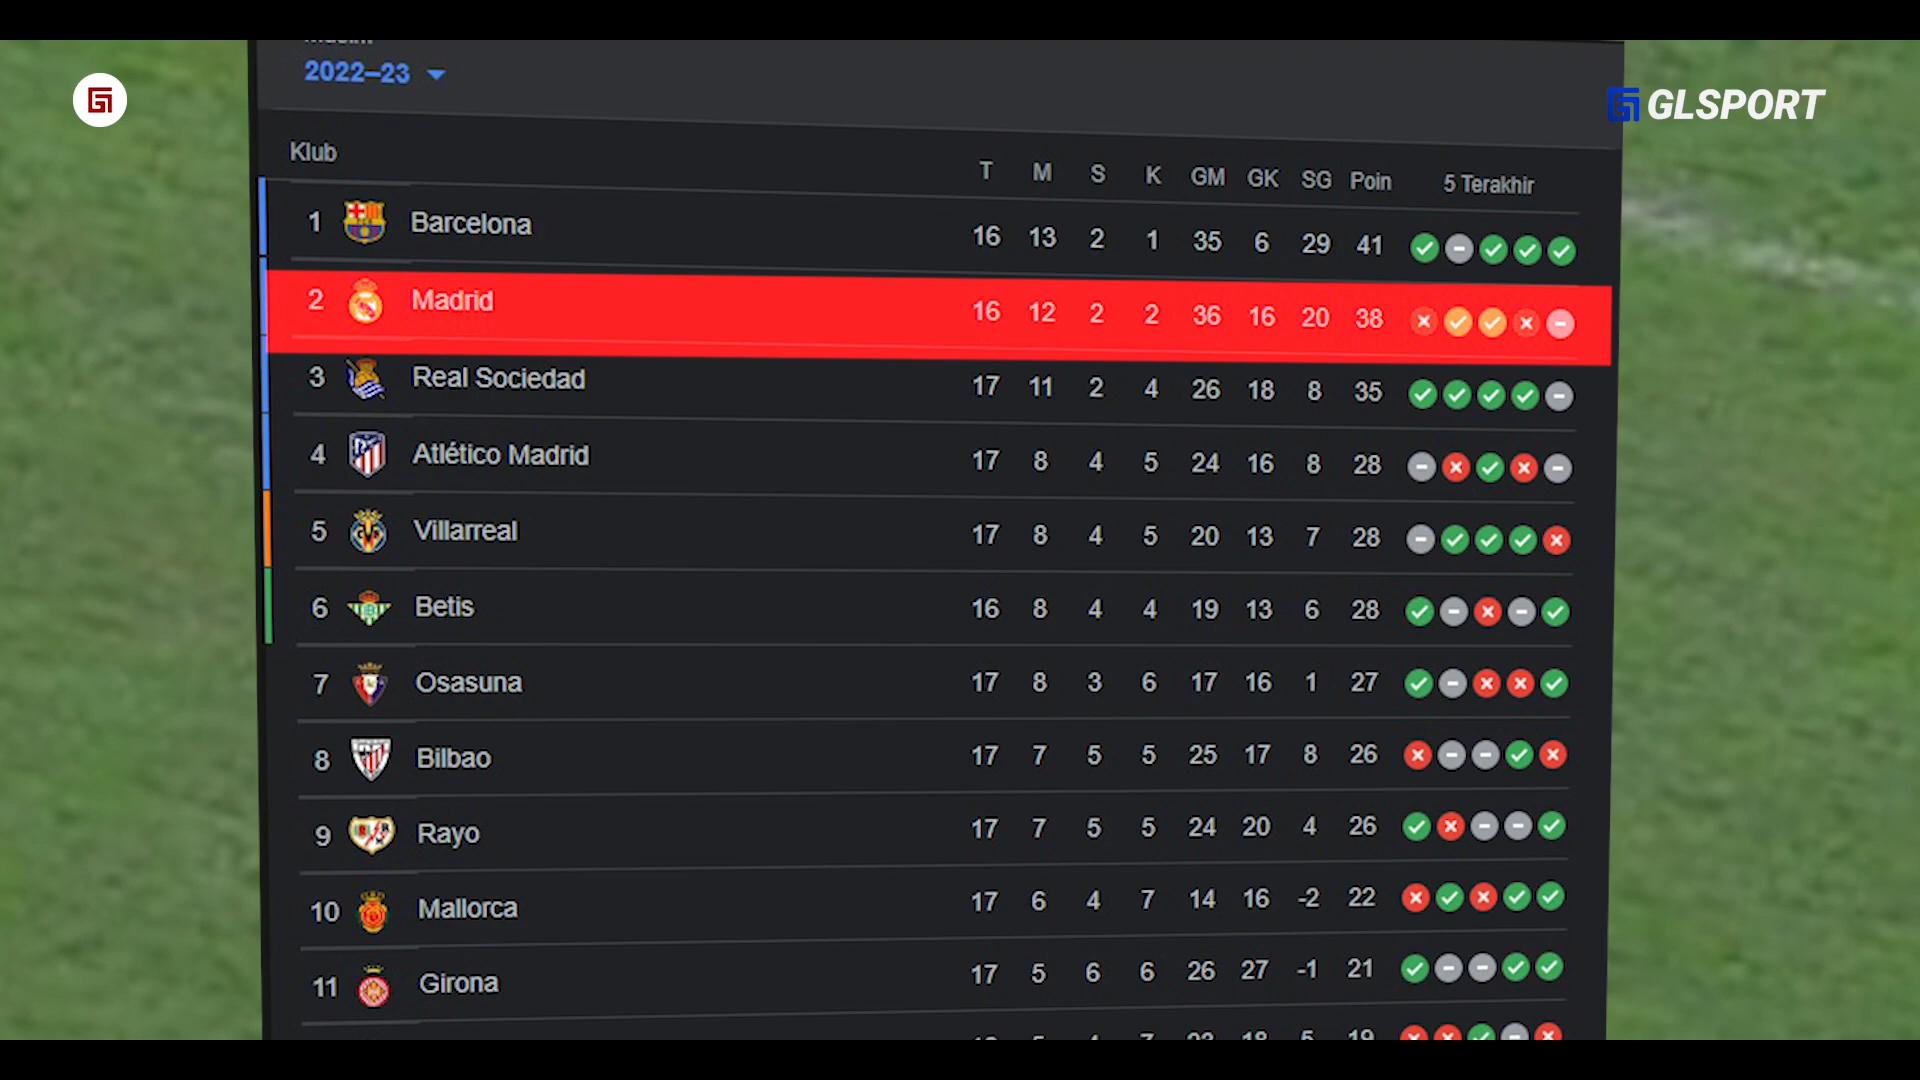 2022–23
GLSPORT
Klub T M S K GM GK SG Poin 5 Terakhir
1 Barcelona 16 13 2 1 35 6 29 41
2 Madrid 16 12 2 2 36 16 20 38
3 Real Sociedad 17 11 2 4 26 18 8 35
4 Atlético Madrid 17 8 4 5 24 16 8 28
5 Villarreal 17 8 4 5 20 13 7 28
6 Betis 16 8 4 4 19 13 6 28
7 Osasuna 17 8 3 6 17 16 1 27
8 Bilbao 17 7 5 5 25 17 8 26
9 Rayo 17 7 5 5 24 20 4 26
10 Mallorca 17 6 4 7 14 16 -2 22
11 Girona 17 5 6 6 26 27 -1 21